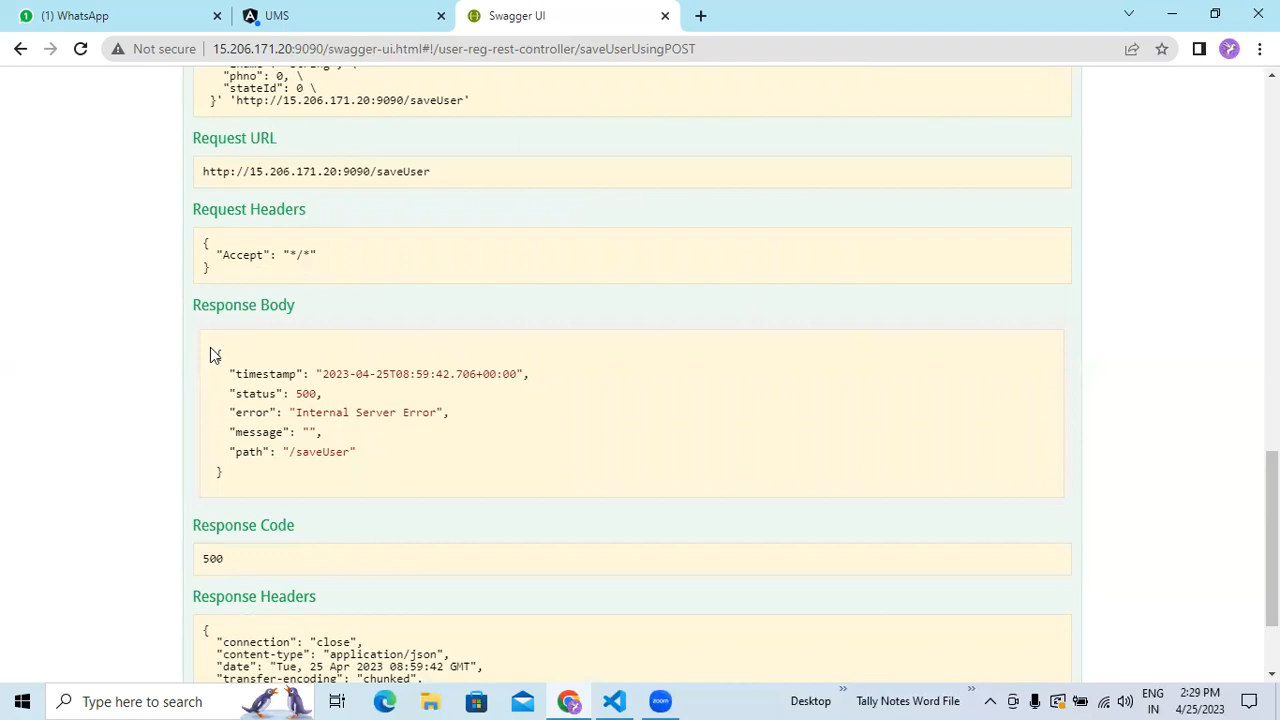 (1) WhatsApp
UMS
Swagger UI
Not secure
15.206.171.20:9090/swagger-ui.html#!/user-reg-rest-controller/saveUserUsingPOST
"phno": 0, \
"stateId": 0 \
}' 'http://15.206.171.20:9090/saveUser'
Request URL
http://15.206.171.20:9090/saveUser
Request Headers
{
"Accept": "*/*"
}
Response Body
"timestamp": "2023-04-25T08:59:42.706+00:00",
"status": 500,
"error": "Internal Server Error",
"message": "",
"path": "/saveUser"
}
Response Code
500
Response Headers
{
"connection": "close",
"content-type": "application/json",
"date": "Tue, 25 Apr 2023 08:59:42 GMT",
"transfer-encoding": "chunked",
Type here to search
Desktop
Tally Notes Word File
ENG
IN
2:29 PM
4/25/2023